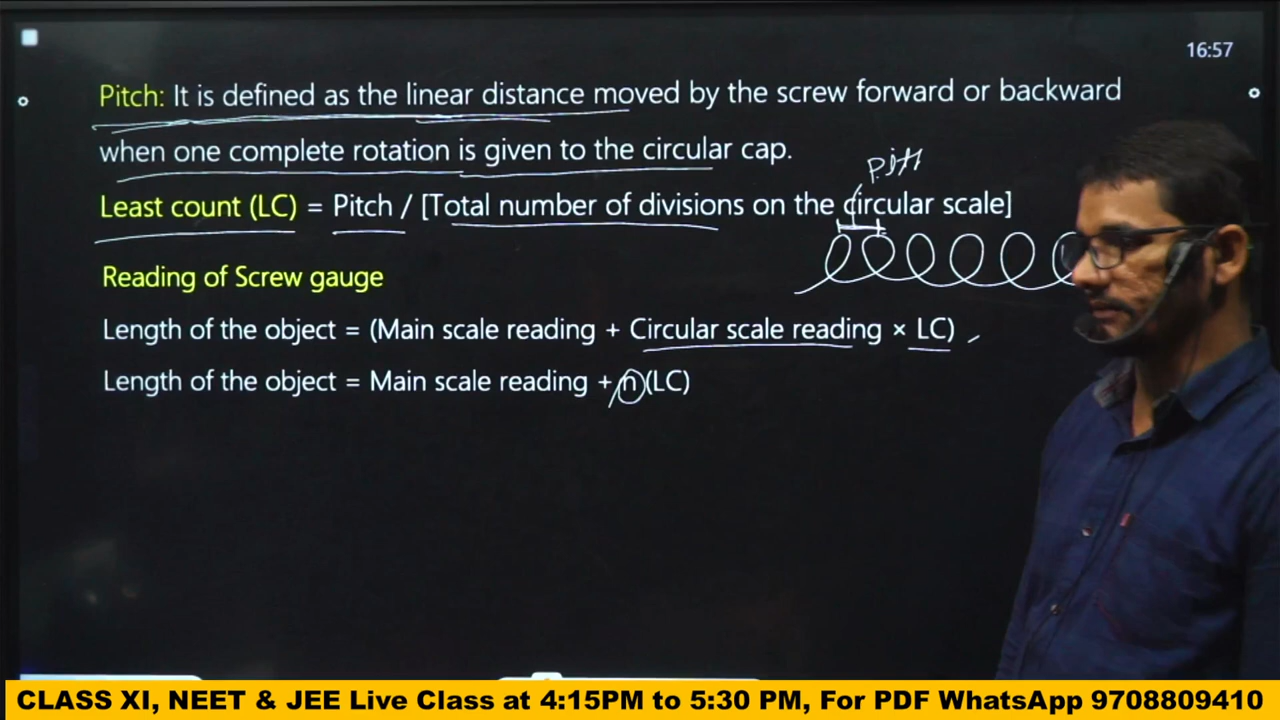 16:57
Pitch: It is defined as the linear distance moved by the screw forward or backward
when one complete rotation is given to the circular cap.
Least count (LC) = Pitch / [Total number of divisions on the circular scale]
Reading of Screw gauge
Length of the object = (Main scale reading + Circular scale reading × LC)
Length of the object = Main scale reading + n(LC)
CLASS XI, NEET & JEE Live Class at 4:15PM to 5:30 PM, For PDF WhatsApp 9708809410